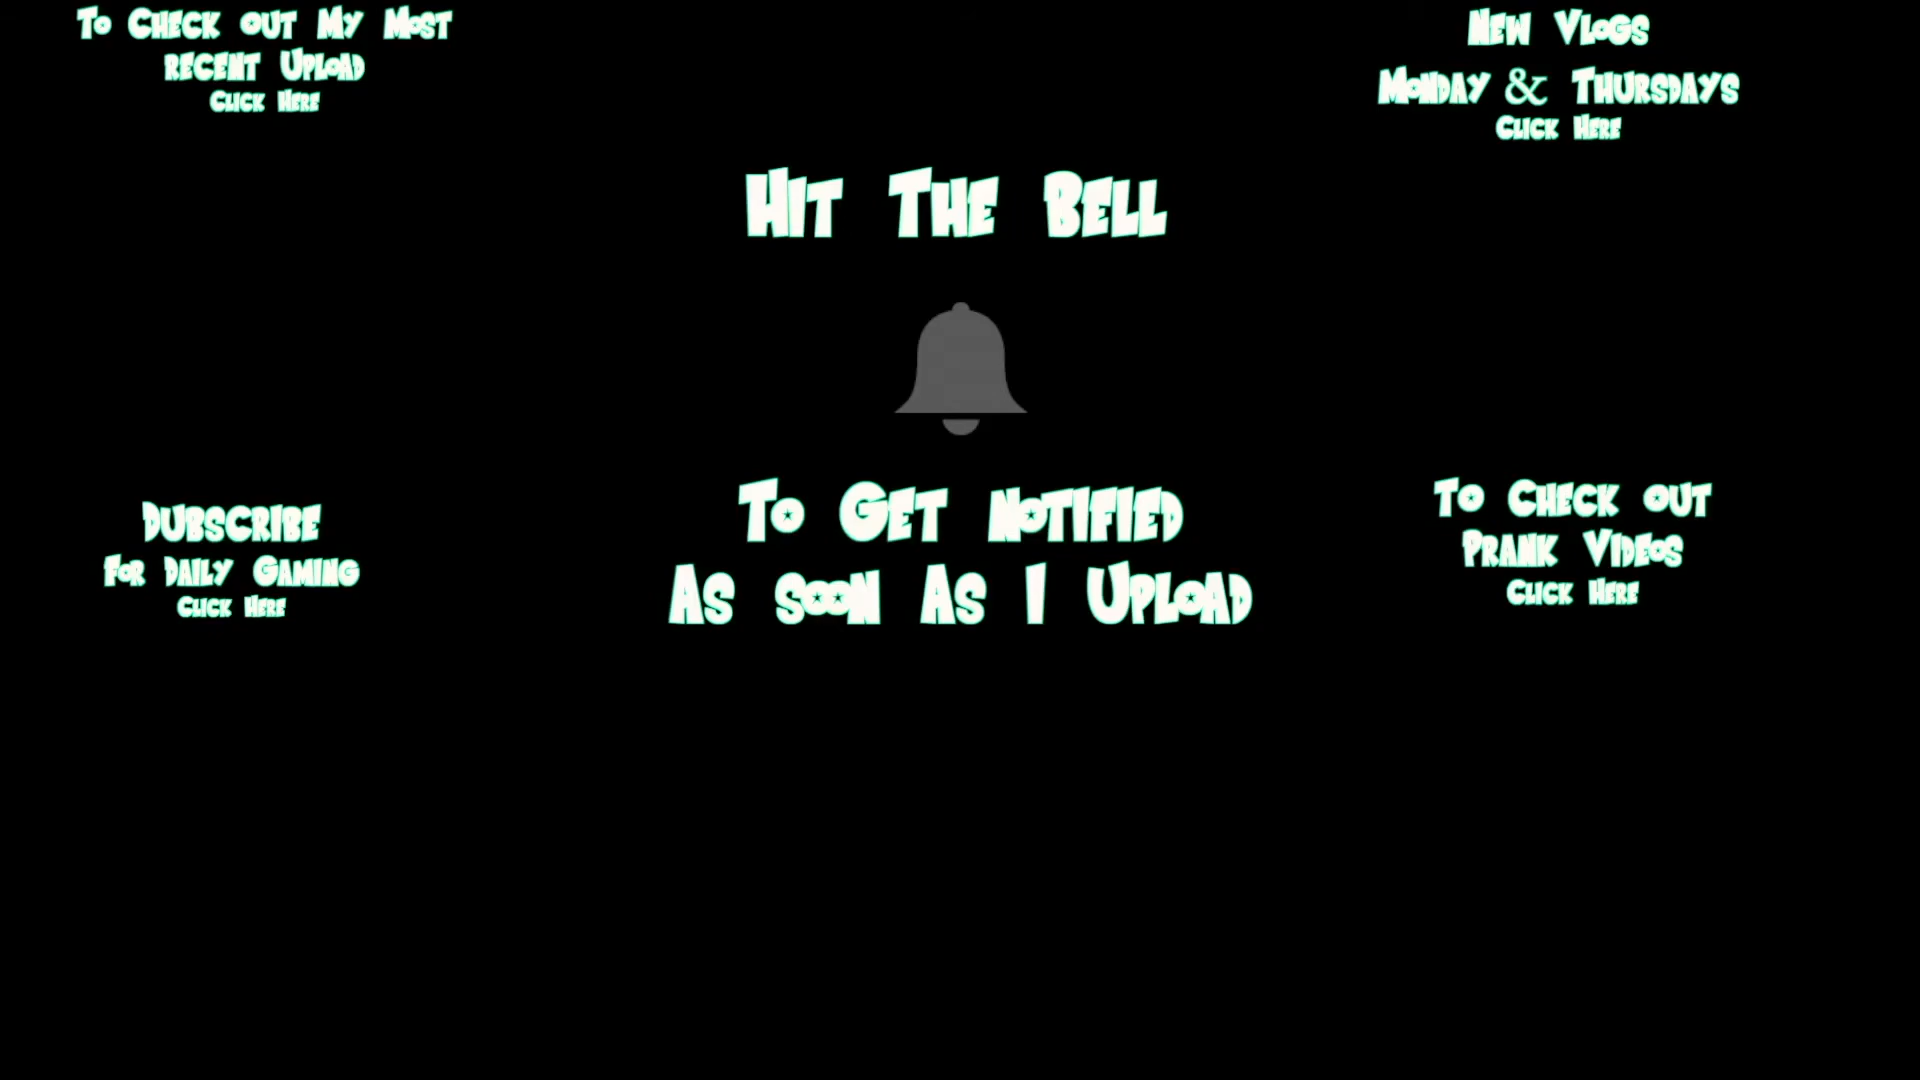 To Check out My Most
recent Upload
Click Here
New Vlogs
Monday & Thursdays
Click Here
Hit The Bell
To Get notified
As soon As I Upload
Dubscribe
For Daily Gaming
Click Here
To Check out
Prank Videos
Click Here